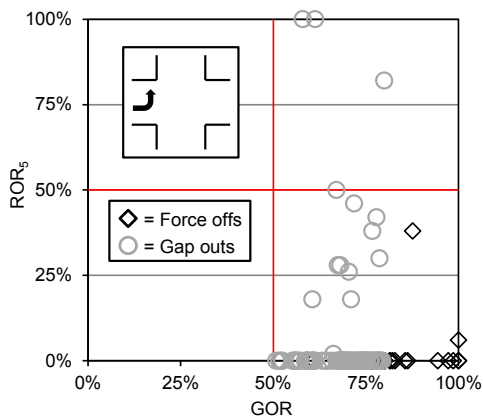 100%
75%
50%
25%
0%
ROR5
= Force offs
= Gap outs
0% 25% 50% 75% 100%
GOR